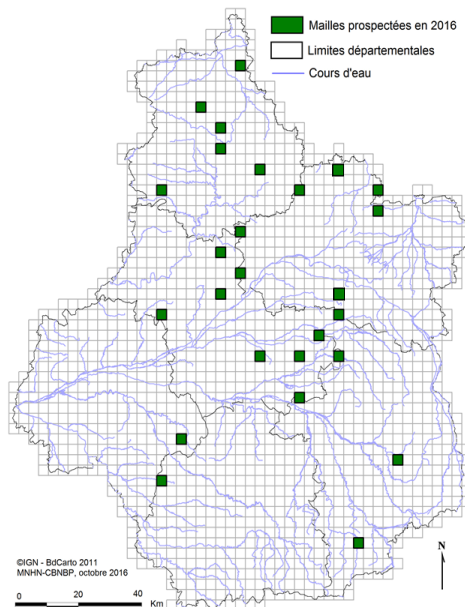 Mailles prospectées en 2016
Limites départementales
Cours d'eau
©IGN - BdCarto 2011
MNHN-CBNBP, octobre 2016
N
0 20 40 Km